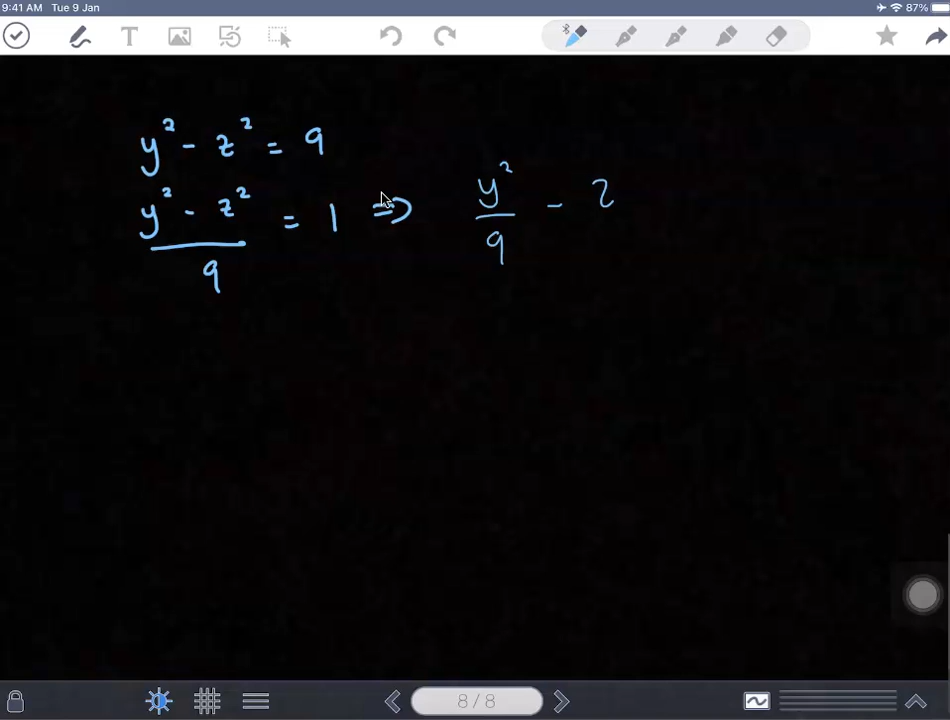 9:41 AM Tue 9 Jan 87%
T
y² - z² = 9
(y² - z²)/9 = 1 ⇒ y²/9 - z
8/8